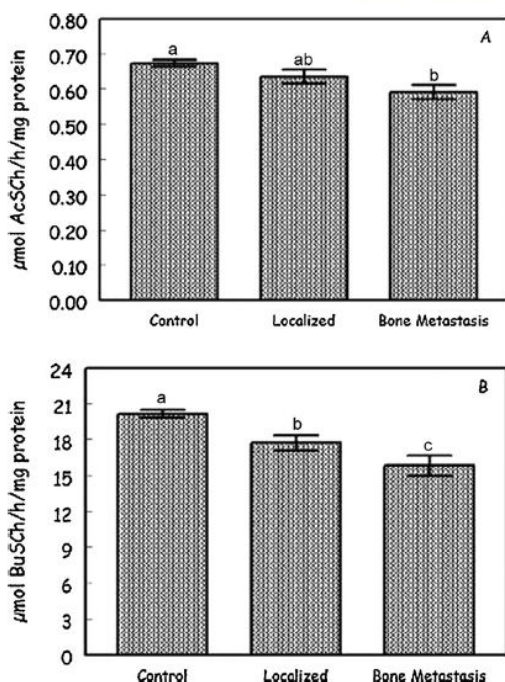 A
µmol AcSCh/h/mg protein
0.80
0.70
0.60
0.50
0.40
0.30
0.20
0.10
0.00
a
ab
b
Control
Localized
Bone Metastasis
B
µmol BuSCh/h/mg protein
24
21
18
15
12
9
6
3
0
a
b
c
Control
Localized
Bone Metastasis